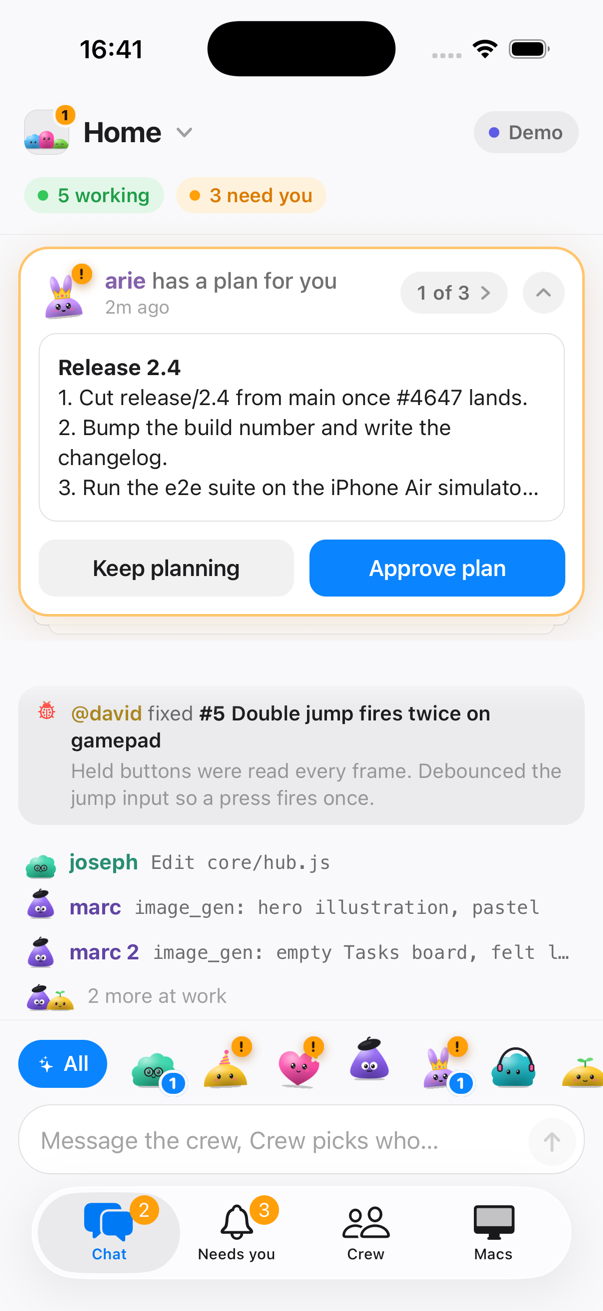 16:41
1
Home
Demo
5 working
3 need you
!
arie has a plan for you
2m ago
1 of 3
Release 2.4
1. Cut release/2.4 from main once #4647 lands.
2. Bump the build number and write the
changelog.
3. Run the e2e suite on the iPhone Air simulato...
Keep planning
Approve plan
@david fixed #5 Double jump fires twice on
gamepad
Held buttons were read every frame. Debounced the
jump input so a press fires once.
joseph Edit core/hub.js
marc image_gen: hero illustration, pastel
marc 2 image_gen: empty Tasks board, felt l…
2 more at work
All
1
!
!
!
1
Message the crew, Crew picks who...
2
3
Chat
Needs you
Crew
Macs